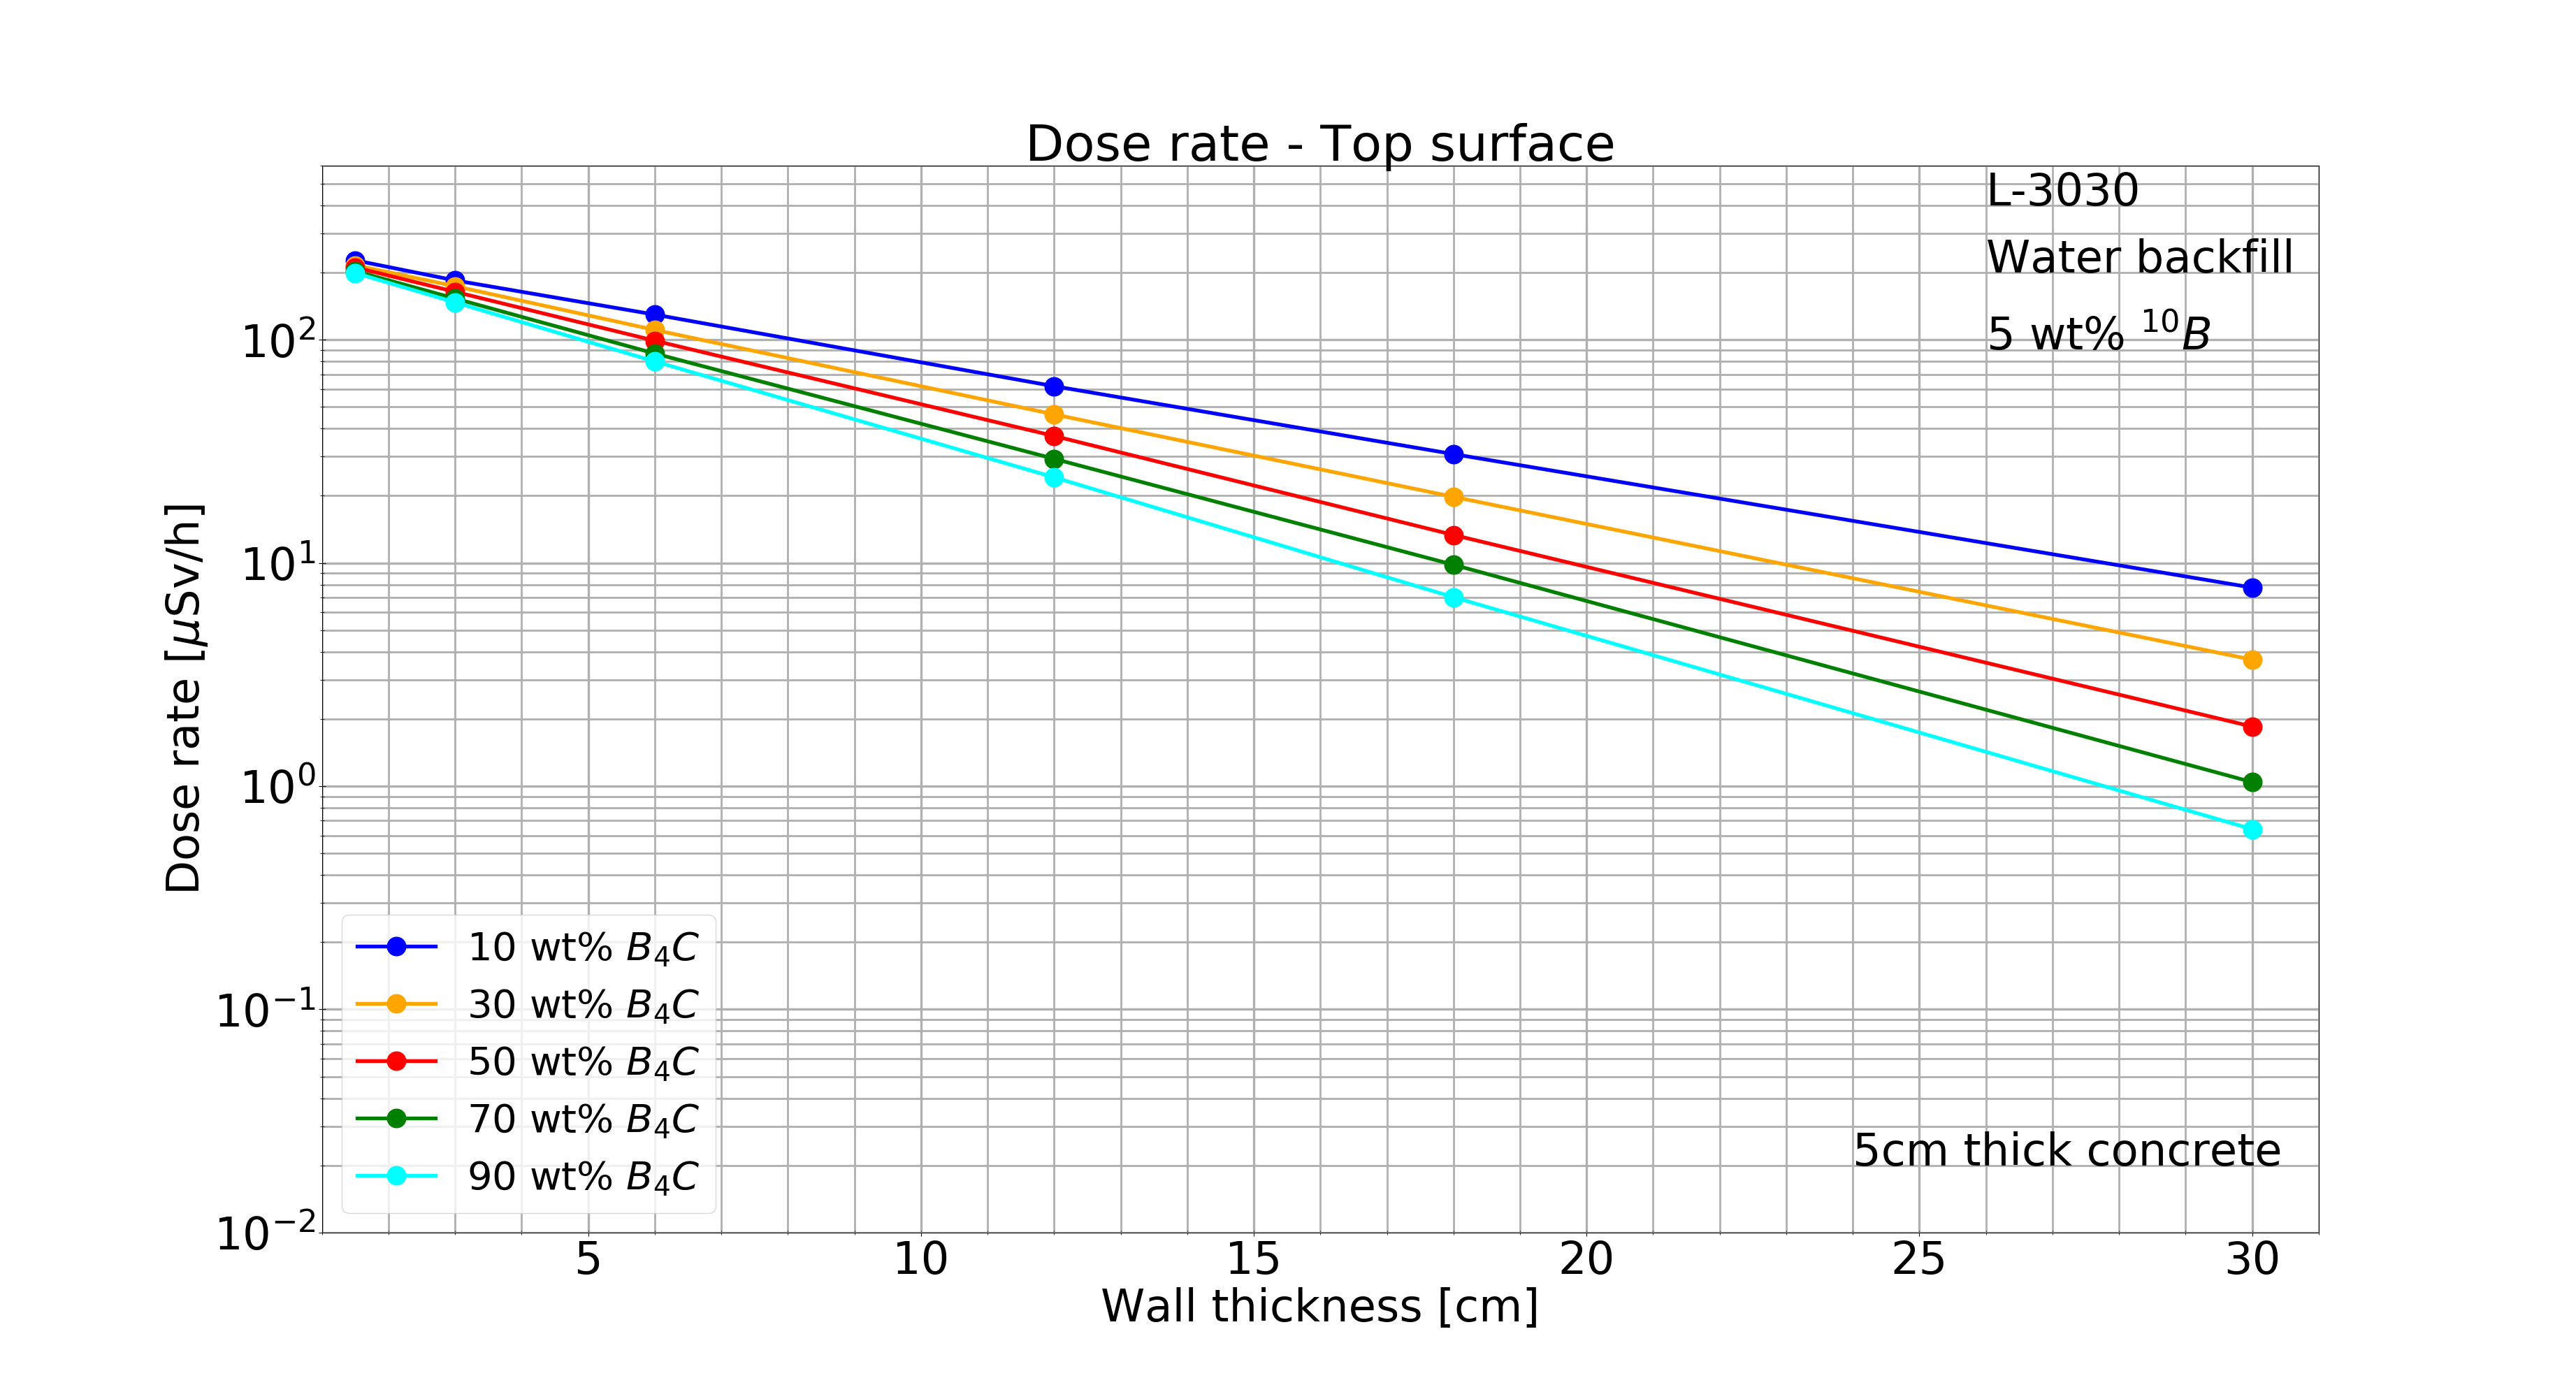 Dose rate - Top surface
L-3030
Water backfill
5 wt% ¹⁰B
Dose rate [μSv/h]
10²
10¹
10⁰
10⁻¹
10⁻²
10 wt% B₄C
30 wt% B₄C
50 wt% B₄C
70 wt% B₄C
90 wt% B₄C
5cm thick concrete
5 10 15 20 25 30
Wall thickness [cm]